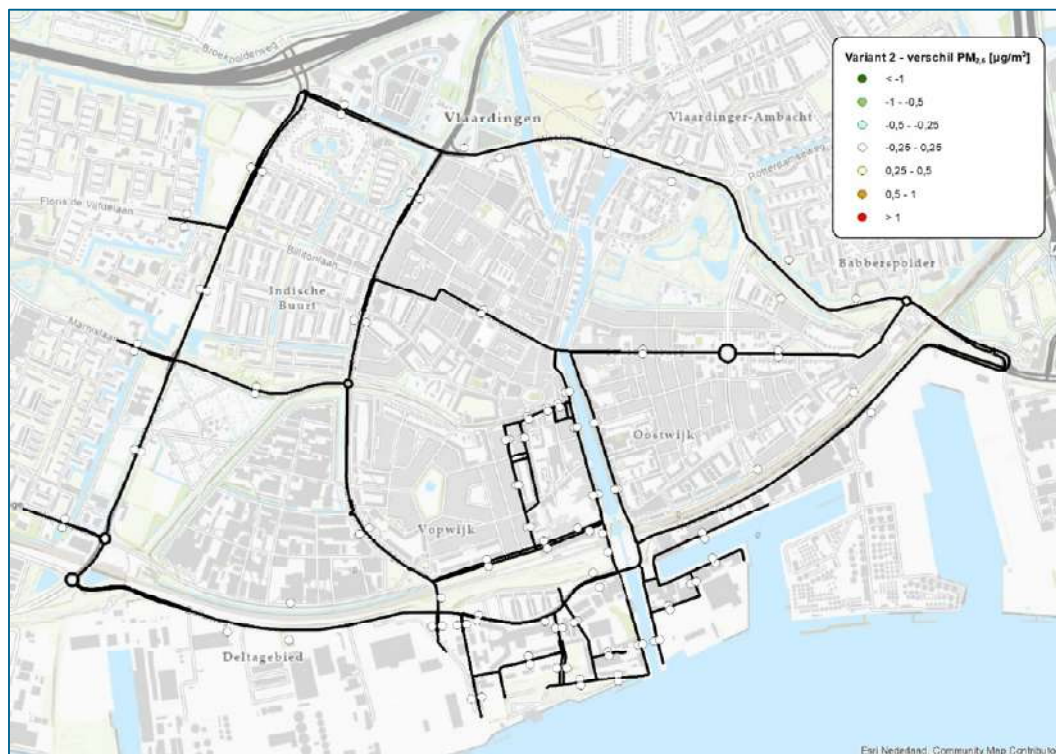 Broekpolderweg
Variant 2 - verschil PM2,5 [µg/m³]
< -1
-1 - -0,5
-0,5 - -0,25
-0,25 - 0,25
0,25 - 0,5
0,5 - 1
> 1
Vlaardingen
Vlaardinger-Ambacht
Rotterdamseweg
Floris de Vijfdelaan
Billitonlaan
Babberspolder
Indische
Buurt
Marnixlaan
Oostwijk
Vopwijk
Deltagebied
Esri Nederland, Community Map Contributo